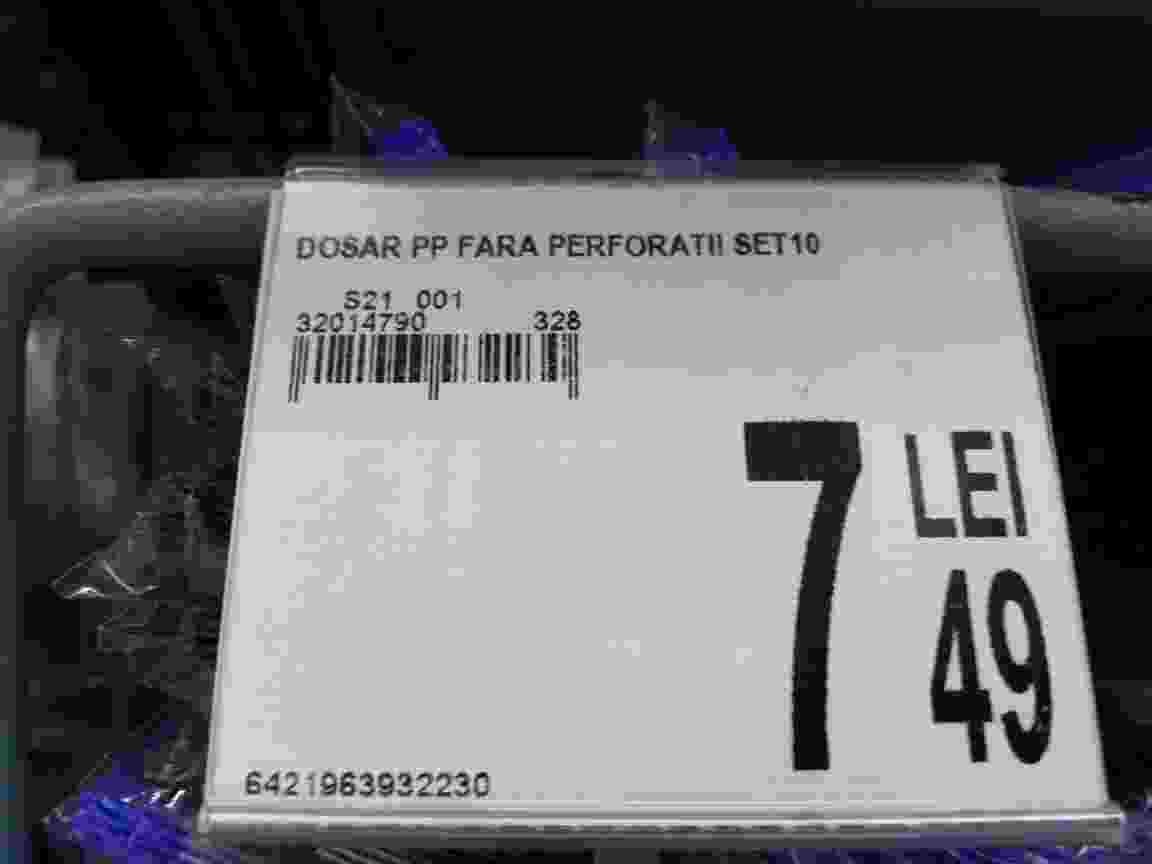 DOSAR PP FARA PERFORATII SET10
S21 001
32014790 328
7 LEI
49
6421963932230